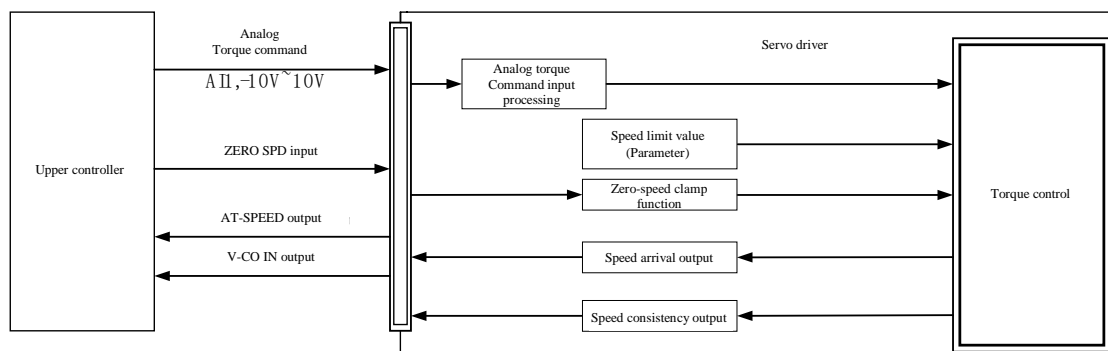 Analog
Torque command
AI1,-10V~10V
Servo driver
Analog torque
Command input
processing
Speed limit value
(Parameter)
Upper controller
ZERO SPD input
Zero-speed clamp
function
Torque control
AT-SPEED output
V-CO IN output
Speed arrival output
Speed consistency output